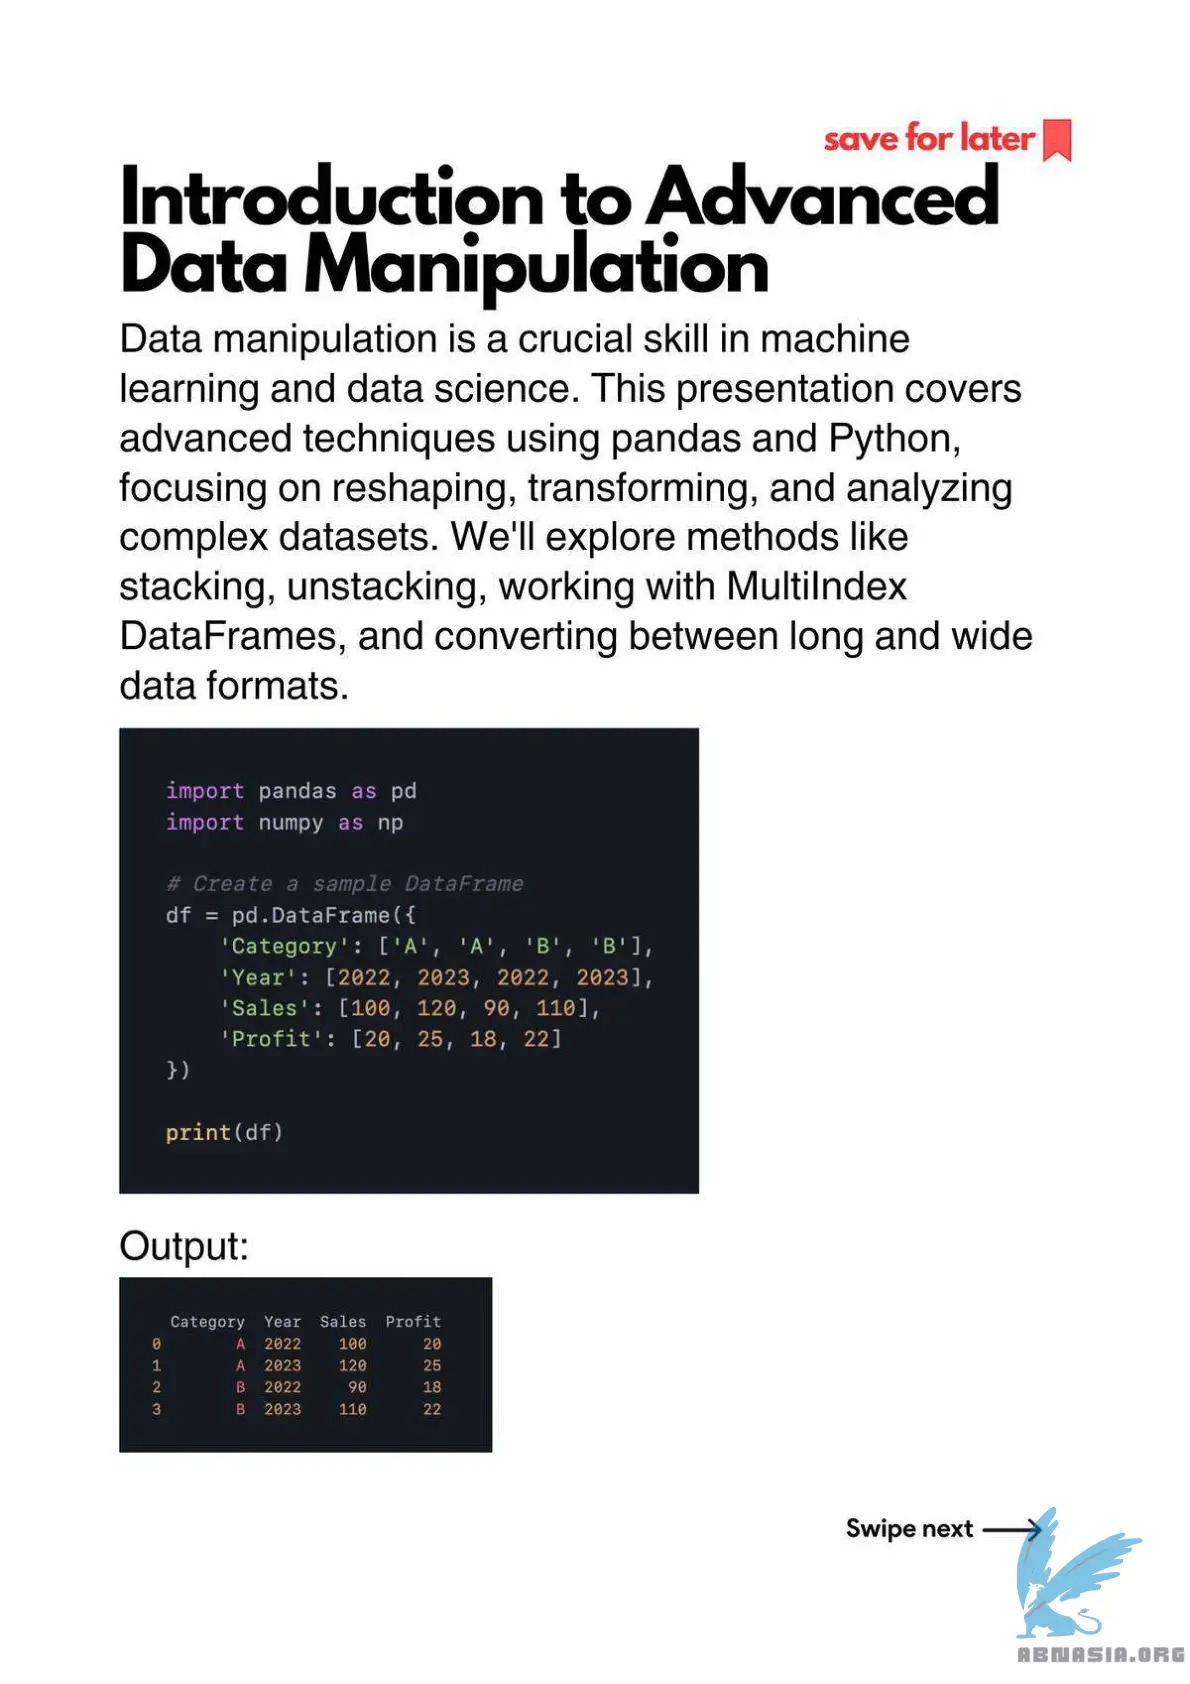 save for later
Introduction to Advanced
Data Manipulation
Data manipulation is a crucial skill in machine
learning and data science. This presentation covers
advanced techniques using pandas and Python,
focusing on reshaping, transforming, and analyzing
complex datasets. We'll explore methods like
stacking, unstacking, working with MultiIndex
DataFrames, and converting between long and wide
data formats.
import pandas as pd
import numpy as np
# Create a sample DataFrame
df = pd.DataFrame({
    'Category': ['A', 'A', 'B', 'B'],
    'Year': [2022, 2023, 2022, 2023],
    'Sales': [100, 120, 90, 110],
    'Profit': [20, 25, 18, 22]
})
print(df)
Output:
Category Year Sales Profit
0 A 2022 100 20
1 A 2023 120 25
2 B 2022 90 18
3 B 2023 110 22
Swipe next
ABNASIA.ORG